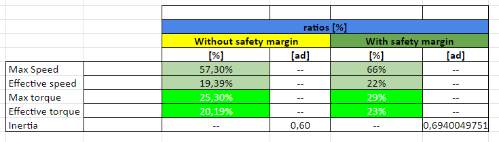 ratios [%]
Without safety margin With safety margin
[%] [ad] [%] [ad]
Max Speed 57,30% -- 66% --
Effective speed 19,39% -- 22% --
Max torque 25,30% -- 29% --
Effective torque 20,19% -- 23% --
Inertia -- 0,60 -- 0,6940049751